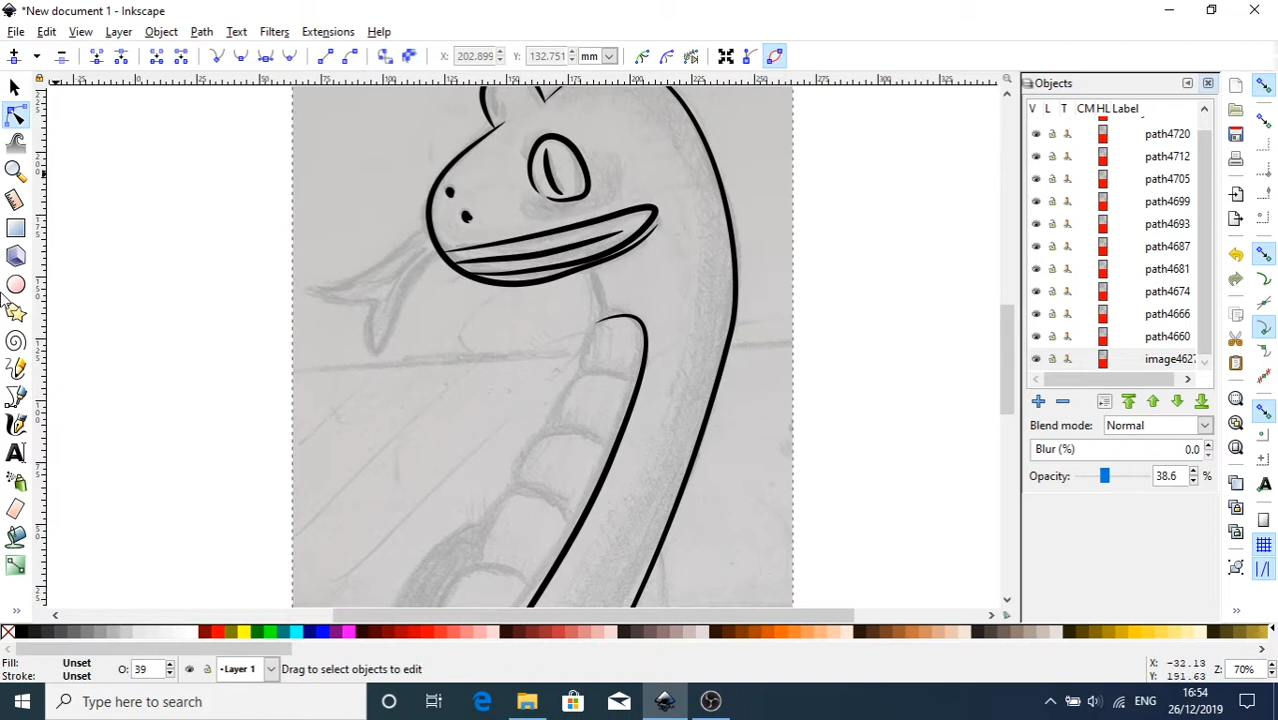 *New document 1 - Inkscape
File Edit View Layer Object Path Text Filters Extensions Help
X: 202.899 Y: 132.751 mm
Objects
V L T CM HL Label
path4720
path4712
path4705
path4699
path4693
path4687
path4681
path4674
path4666
path4660
image4627
Blend mode: Normal
Blur (%) 0.0
Opacity: 38.6 %
Fill: Unset
Stroke: Unset
O: 39
Layer 1
Drag to select objects to edit
X: -32.13
Y: 191.63
Z: 70%
Type here to search
ENG
16:54
26/12/2019